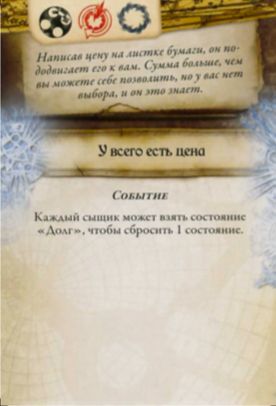 Написав цену на листке бумаги, он по-
додвигает его к вам. Сумма больше, чем
вы можете себе позволить, но у вас нет
выбора, и он это знает.
У всего есть цена
Событие
Каждый сыщик может взять состояние
«Долг», чтобы сбросить 1 состояние.